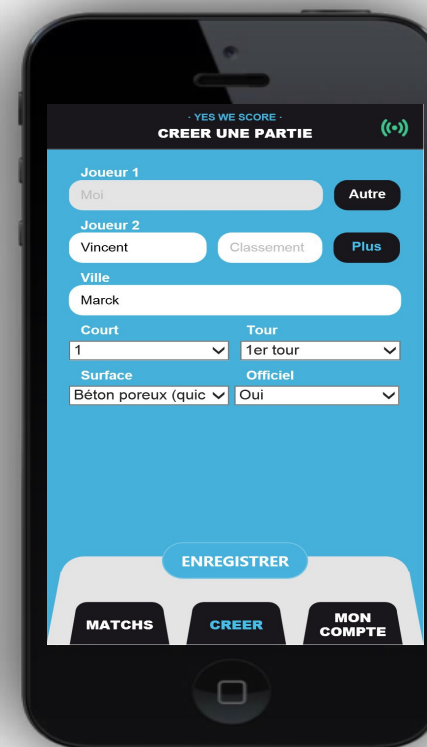 - YES WE SCORE -
CREER UNE PARTIE
Joueur 1
Moi
Autre
Joueur 2
Vincent
Classement
Plus
Ville
Marck
Court
Tour
1
1er tour
Surface
Officiel
Béton poreux (quic
Oui
ENREGISTRER
MATCHS
CREER
MON
COMPTE